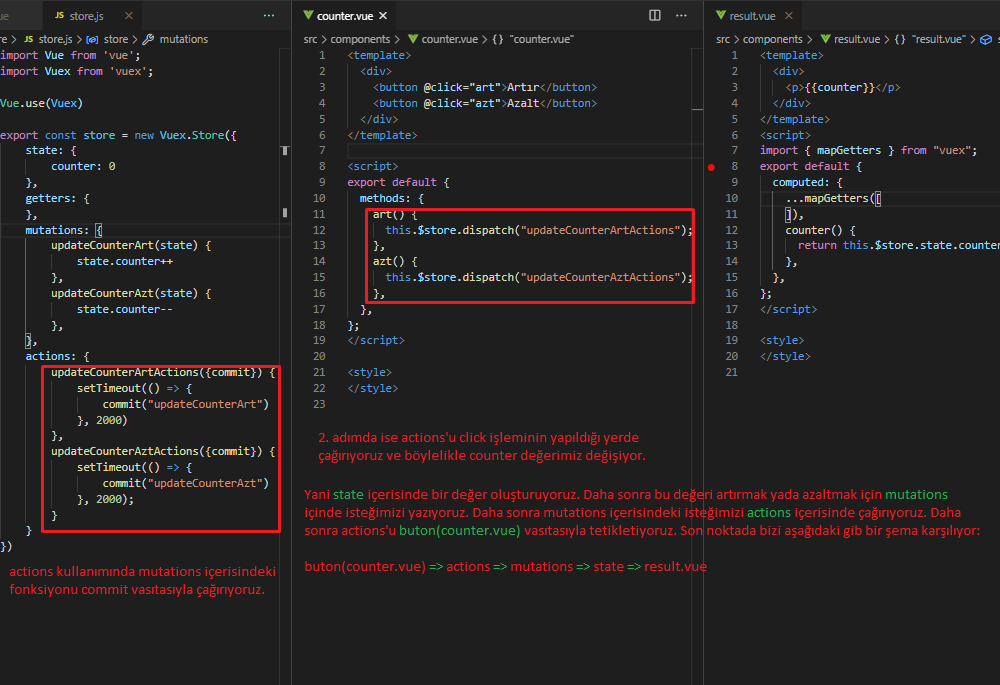 ue
JS store.js ×
···
re > JS store.js > store > mutations
import Vue from 'vue';
import Vuex from 'vuex';
Vue.use(Vuex)
export const store = new Vuex.Store({
state: {
counter: 0
},
getters: {
},
mutations: {
updateCounterArt(state) {
state.counter++
},
updateCounterAzt(state) {
state.counter--
},
},
actions: {
updateCounterArtActions({commit}) {
setTimeout(() => {
commit("updateCounterArt")
}, 2000)
},
updateCounterAztActions({commit}) {
setTimeout(() => {
commit("updateCounterAzt")
}, 2000);
}
}
})
actions kullanımında mutations içerisindeki
fonksiyonu commit vasıtasıyla çağırıyoruz.
counter.vue ×
···
src > components > counter.vue > {} "counter.vue"
1 <template>
2 <div>
3 <button @click="art">Artır</button>
4 <button @click="azt">Azalt</button>
5 </div>
6 </template>
7
8 <script>
9 export default {
10 methods: {
11 art() {
12 this.$store.dispatch("updateCounterArtActions");
13 },
14 azt() {
15 this.$store.dispatch("updateCounterAztActions");
16 },
17 },
18 };
19 </script>
20
21 <style>
22 </style>
23
2. adımda ise actions'u click işleminin yapıldığı yerde
çağırıyoruz ve böylelikle counter değerimiz değişiyor.
result.vue ×
src > components > result.vue > {} "result.vue" > s
1 <template>
2 <div>
3 <p>{{counter}}</p>
4 </div>
5 </template>
6 <script>
7 import { mapGetters } from "vuex";
8 export default {
9 computed: {
10 ...mapGetters([
11 ]),
12 counter() {
13 return this.$store.state.counter
14 },
15 },
16 };
17 </script>
18
19 <style>
20 </style>
21
Yani state içerisinde bir değer oluşturuyoruz. Daha sonra bu değeri artırmak yada azaltmak için mutations
içinde isteğimizi yazıyoruz. Daha sonra mutations içerisindeki isteğimizi actions içerisinde çağırıyoruz. Daha
sonra actions'u buton(counter.vue) vasıtasıyla tetikletiyoruz. Son noktada bizi aşağıdaki gib bir şema karşılıyor:
buton(counter.vue) => actions => mutations => state => result.vue